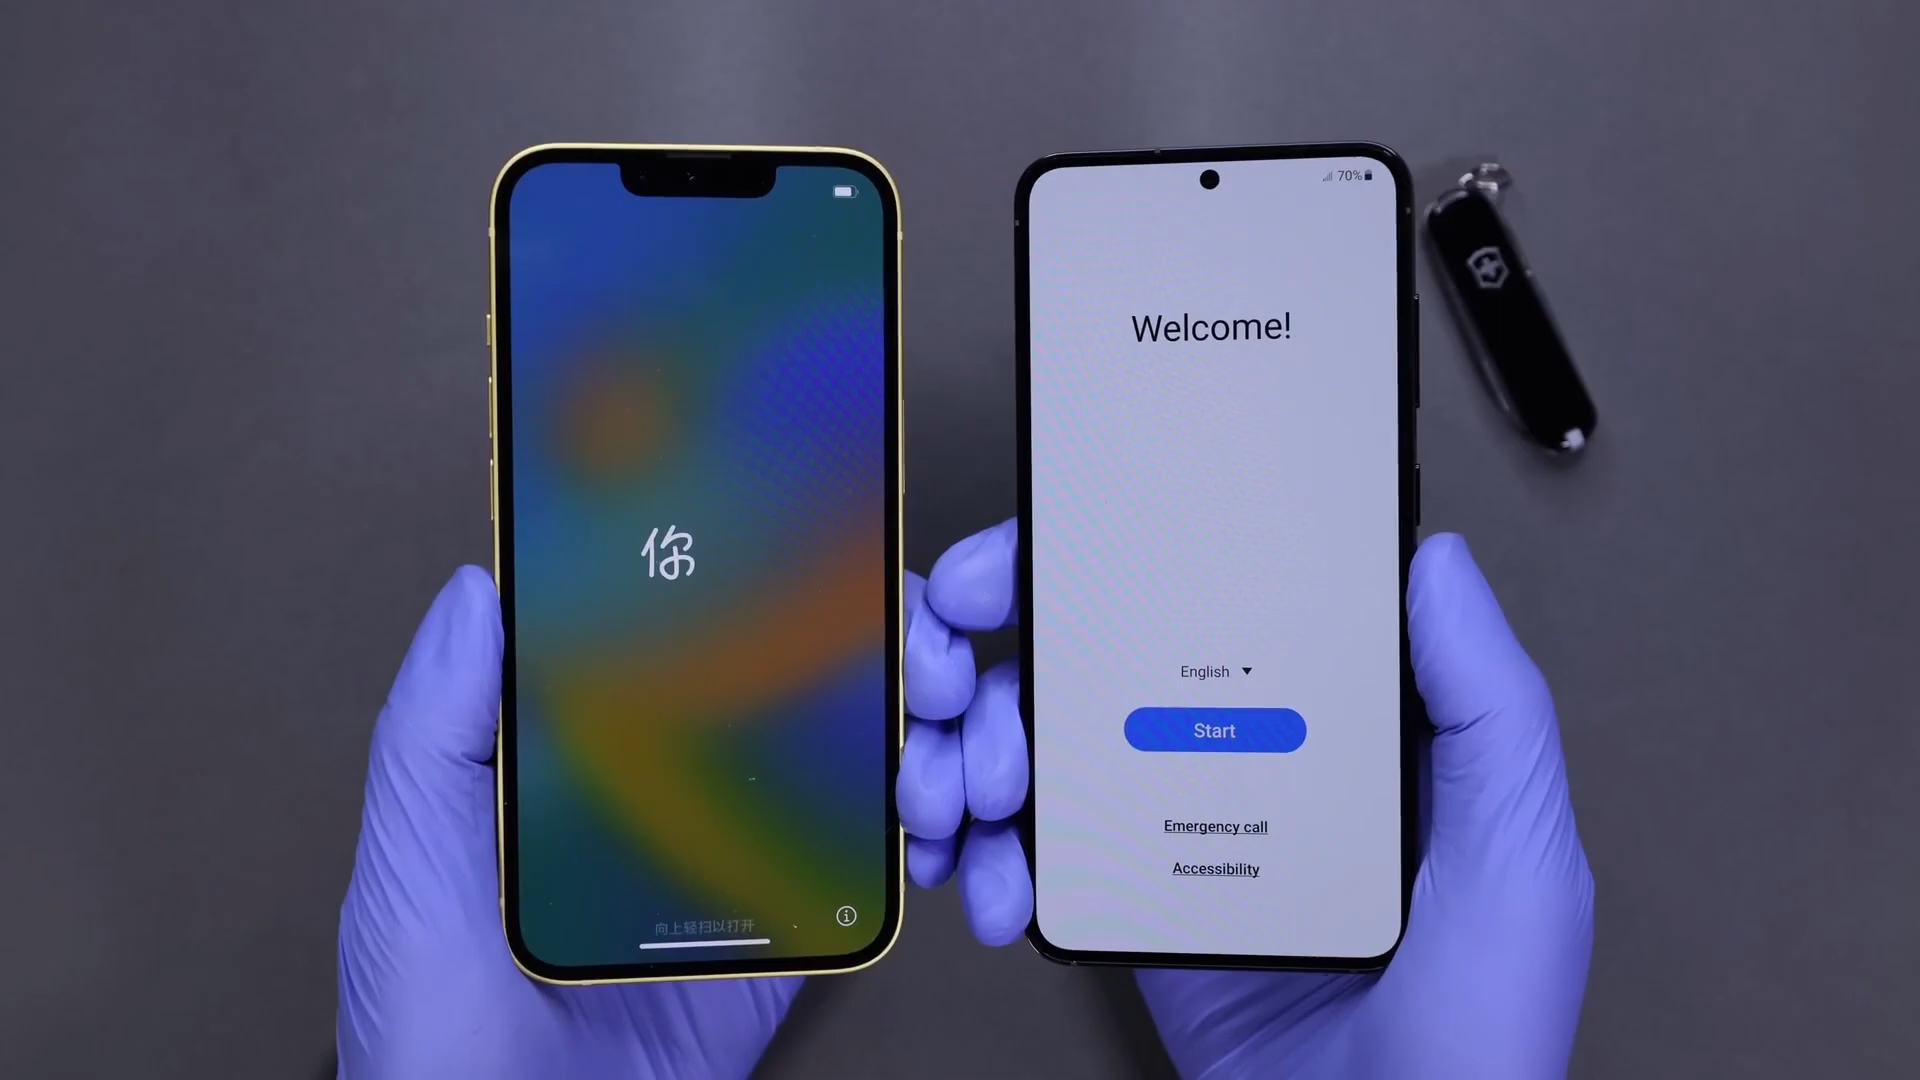 你
向上轻扫以打开
70%
Welcome!
English
Start
Emergency call
Accessibility